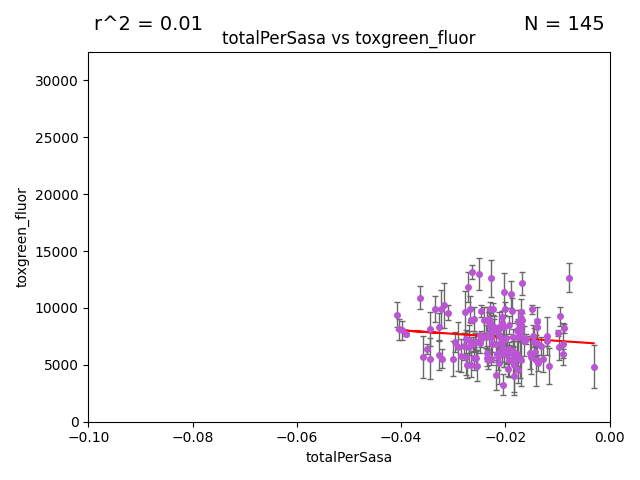 r^2 = 0.01
N = 145
totalPerSasa vs toxgreen_fluor
30000
25000
20000
15000
10000
5000
0
toxgreen_fluor
−0.10
−0.08
−0.06
−0.04
−0.02
0.00
totalPerSasa